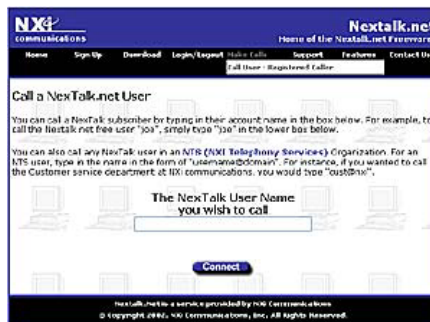 NXi
communications
Nextalk.net
Home of the Nextalk.net Freeware
Home Sign Up Download Login/Logout Make Calls Support Features Contact Us
Call User - Registered Caller
Call a NexTalk.net User
You can call a NexTalk subscriber by typing in their account name in the box below. For example, to
call the Nextalk.net free user "joe", simply type "joe" in the lower box below.
You can also call any NexTalk user in an NTS (NXi Telephony Services) Organization. For an
NTS user, type in the name in the form of "username@domain". For instance, if you wanted to call
the Customer service department at NXi communications, you would type "cust@nxi".
The NexTalk User Name
you wish to call
Connect
Nextalk.Net is a service provided by NXi Communications
© Copyright 2002, NXi Communications, Inc. All Rights Reserved.